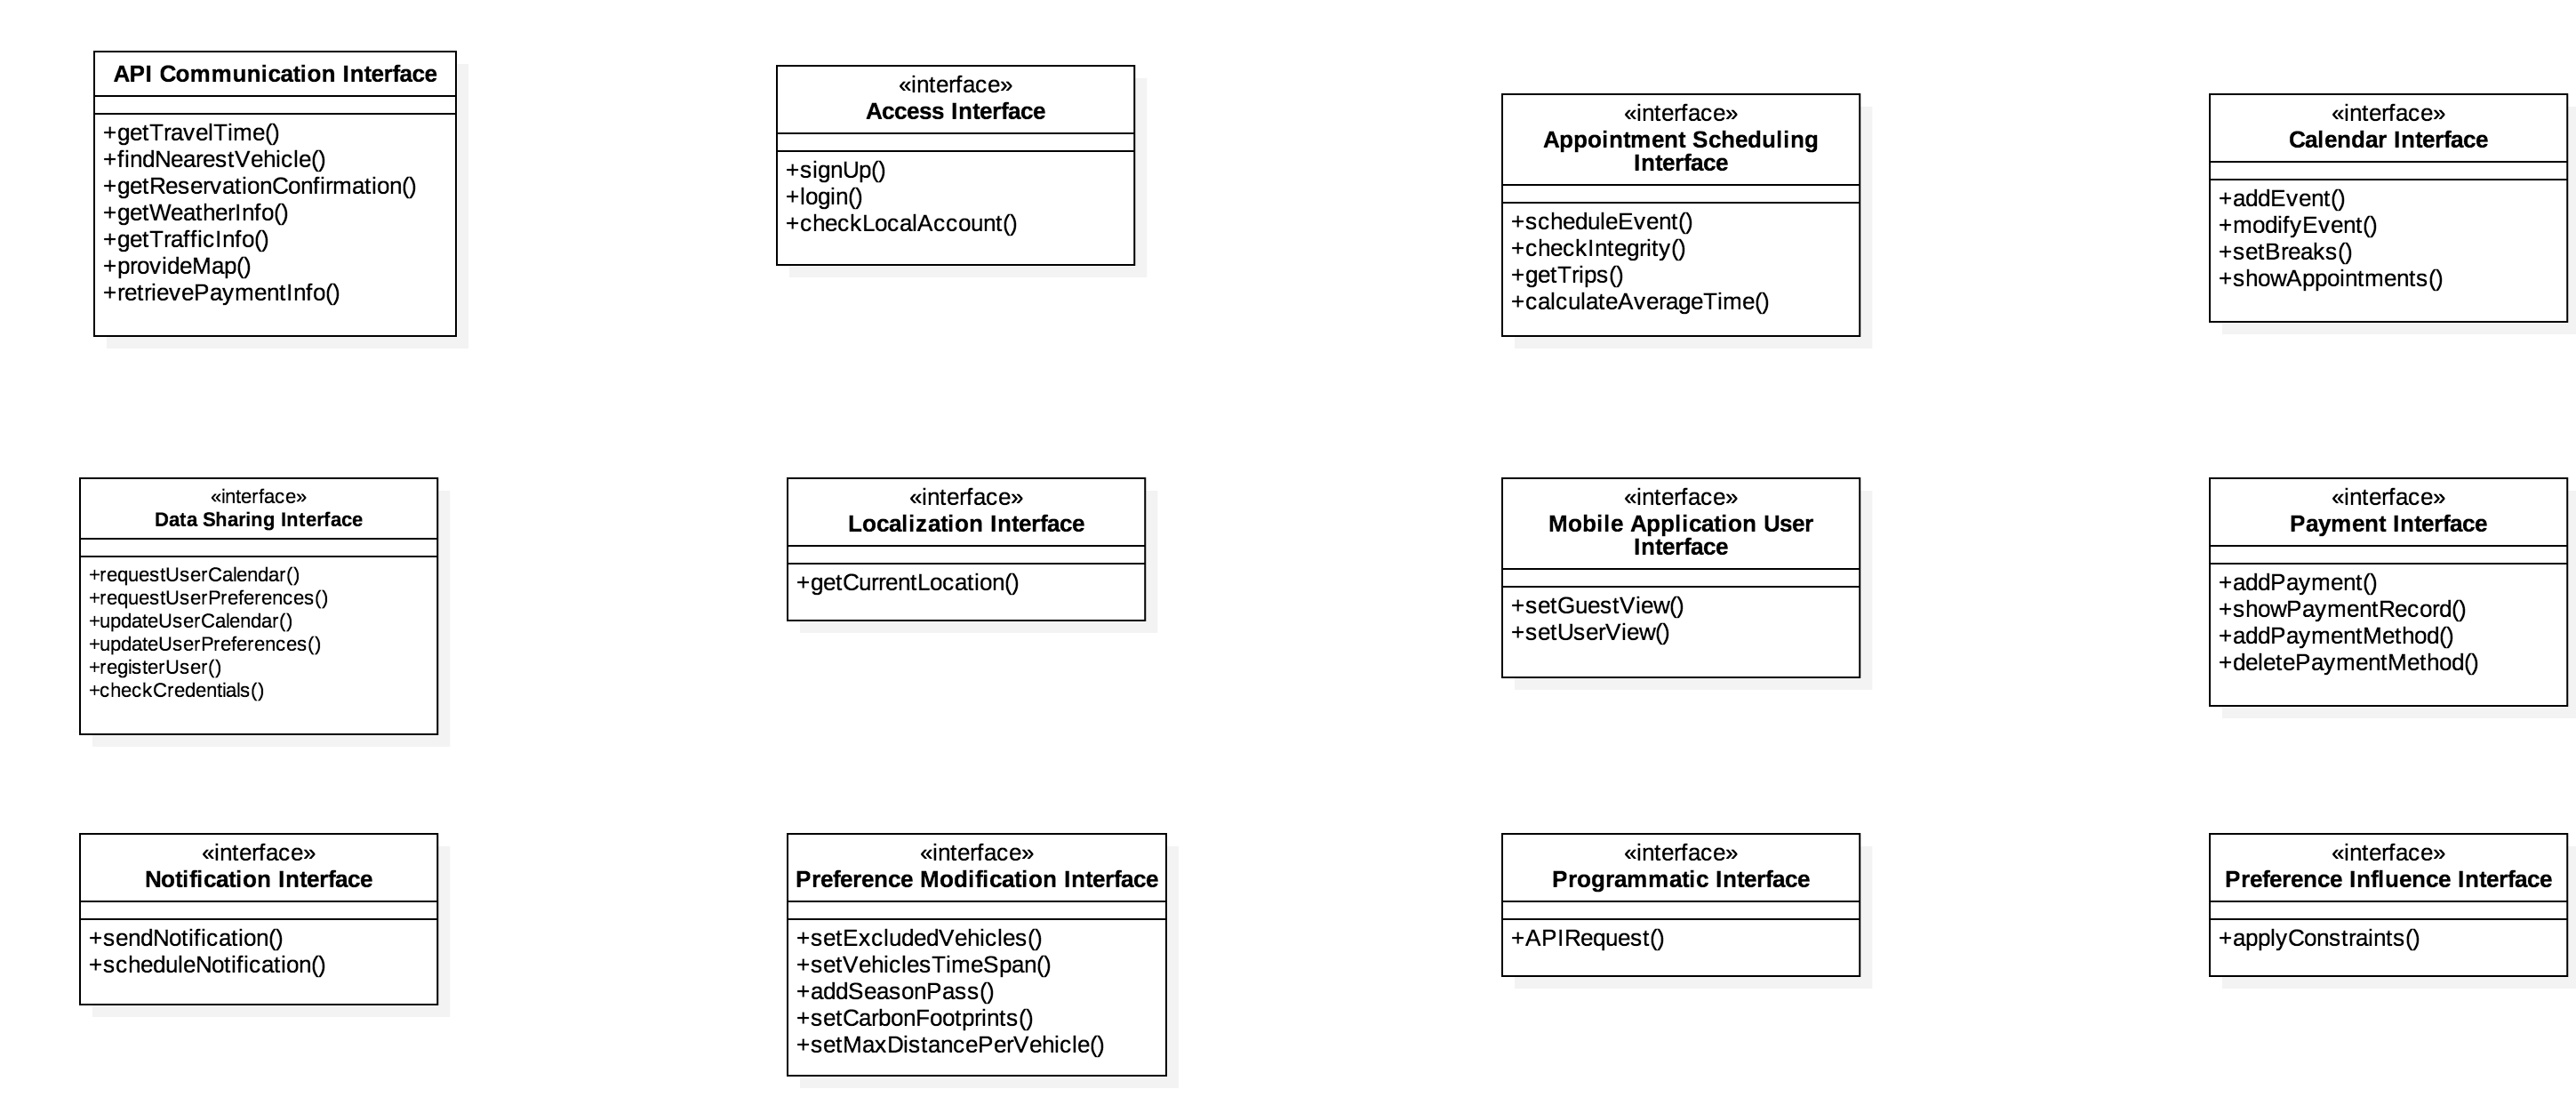 API Communication Interface
+getTravelTime()
+findNearestVehicle()
+getReservationConfirmation()
+getWeatherInfo()
+getTrafficInfo()
+provideMap()
+retrievePaymentInfo()
«interface»
Access Interface
+signUp()
+login()
+checkLocalAccount()
«interface»
Appointment Scheduling
Interface
+scheduleEvent()
+checkIntegrity()
+getTrips()
+calculateAverageTime()
«interface»
Calendar Interface
+addEvent()
+modifyEvent()
+setBreaks()
+showAppointments()
«interface»
Data Sharing Interface
+requestUserCalendar()
+requestUserPreferences()
+updateUserCalendar()
+updateUserPreferences()
+registerUser()
+checkCredentials()
«interface»
Localization Interface
+getCurrentLocation()
«interface»
Mobile Application User
Interface
+setGuestView()
+setUserView()
«interface»
Payment Interface
+addPayment()
+showPaymentRecord()
+addPaymentMethod()
+deletePaymentMethod()
«interface»
Notification Interface
+sendNotification()
+scheduleNotification()
«interface»
Preference Modification Interface
+setExcludedVehicles()
+setVehiclesTimeSpan()
+addSeasonPass()
+setCarbonFootprints()
+setMaxDistancePerVehicle()
«interface»
Programmatic Interface
+APIRequest()
«interface»
Preference Influence Interface
+applyConstraints()